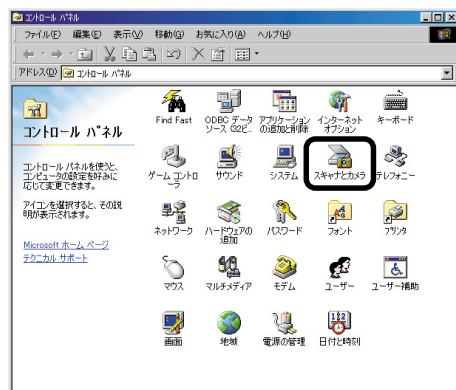 コントロール パネル
ファイル(F) 編集(E) 表示(V) 移動(G) お気に入り(A) ヘルプ(H)
アドレス(D) コントロール パネル
コントロール パネル
コントロール パネルを使うと、
コンピュータの設定を好みに
応じて変更できます。
アイコンを選択すると、その説
明が表示されます。
Microsoft ホーム ページ
テクニカル サポート
Find Fast
ODBC データ
ソース (32ビ...
アプリケーション
の追加と削除
インターネット
オプション
キーボード
ゲーム コントロ
ーラ
サウンド
システム
スキャナとカメラ
テレフォニー
ネットワーク
ハードウェアの
追加
パスワード
フォント
プリンタ
マウス
マルチメディア
モデム
ユーザー
ユーザー補助
画面
地域
電源の管理
日付と時刻